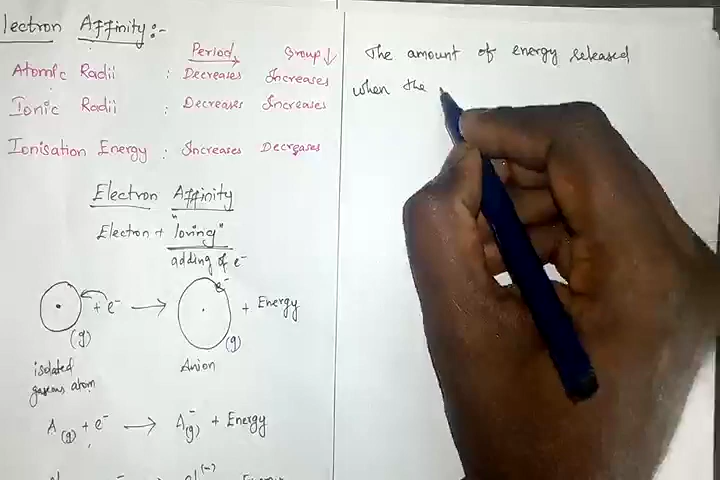 lectron Affinity:-
Period Group ↓
Atomic Radii : Decreases Increases
Ionic Radii : Decreases Increases
Ionisation Energy : Increases Decreases
Electron Affinity
Electron + "loving"
adding of e⁻
+ e⁻ → e⁻ + Energy
(g) (g)
isolated gaseous atom
Anion
A(g) + e⁻ → A⁻(g) + Energy
The amount of energy released
when the